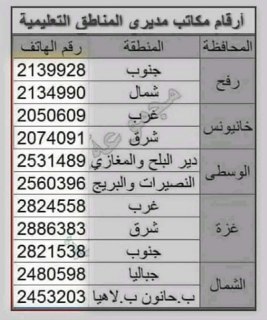 أرقام مكاتب مديري المناطق التعليمية
المحافظة المنطقة رقم الهاتف
رفح جنوب 2139928
شمال 2134990
خانيونس غرب 2050609
شرق 2074091
الوسطى دير البلح والمغازي 2531489
النصيرات والبريج 2560396
غزة غرب 2824558
شرق 2886383
جنوب 2821538
الشمال جباليا 2480598
ب.حانون ب.لاهيا 2453203